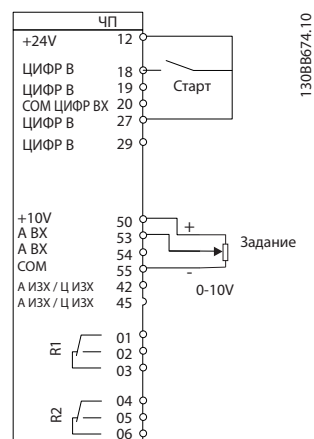 ЧП
+24V 12
ЦИФР В 18
ЦИФР В 19
COM ЦИФР ВХ 20
ЦИФР В 27
ЦИФР В 29
Старт
+10V 50
А ВХ 53
А ВХ 54
COM 55
А ИЗХ / Ц ИЗХ 42
А ИЗХ / Ц ИЗХ 45
+
-
Задание
0-10V
R1
01
02
03
R2
04
05
06
130BB674.10